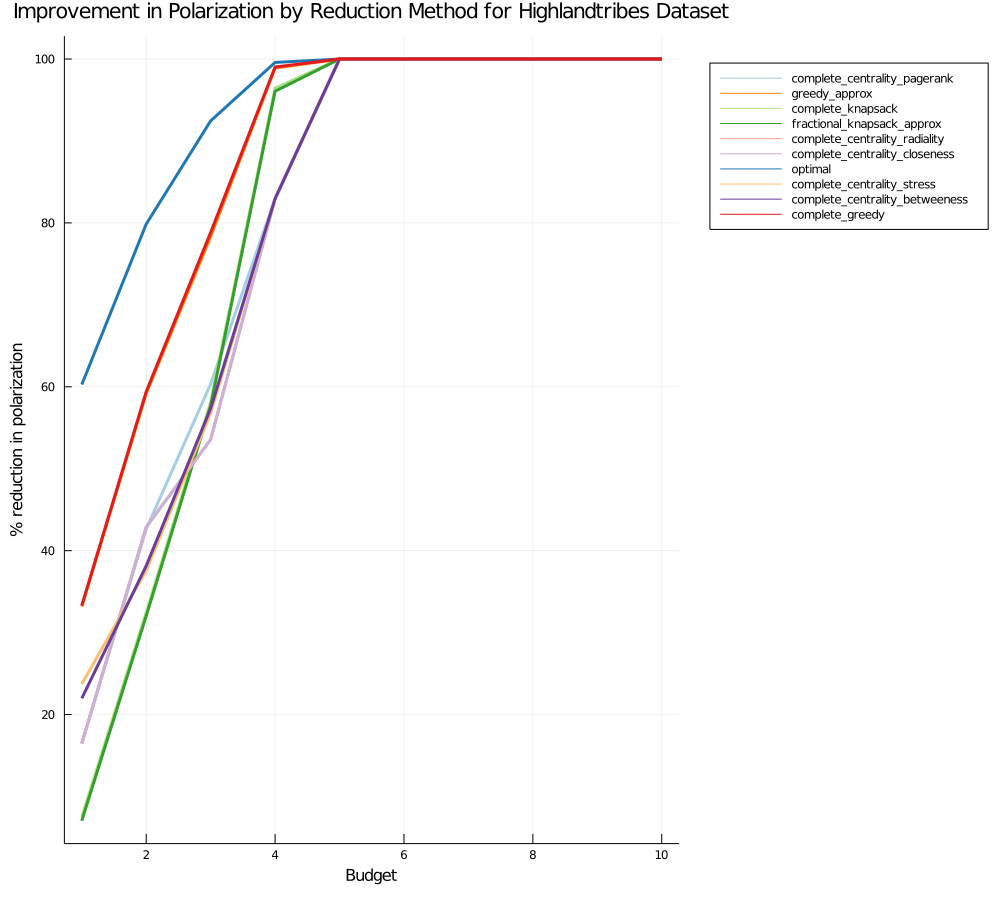 Improvement in Polarization by Reduction Method for Highlandtribes Dataset
100
80
60
40
20
% reduction in polarization
2 4 6 8 10
Budget
complete_centrality_pagerank
greedy_approx
complete_knapsack
fractional_knapsack_approx
complete_centrality_radiality
complete_centrality_closeness
optimal
complete_centrality_stress
complete_centrality_betweeness
complete_greedy